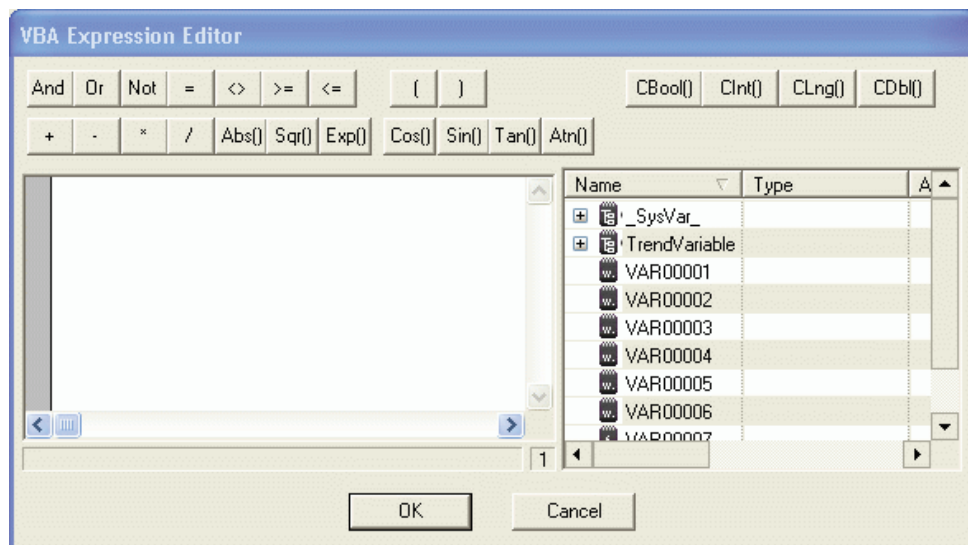 VBA Expression Editor
And Or Not = <> >= <= ( ) CBool() CInt() CLng() CDbl()
+ - * / Abs() Sqr() Exp() Cos() Sin() Tan() Atn()
Name Type A
_SysVar_
TrendVariable
w. VAR00001
w. VAR00002
w. VAR00003
w. VAR00004
w. VAR00005
w. VAR00006
VAR00007
1
OK Cancel